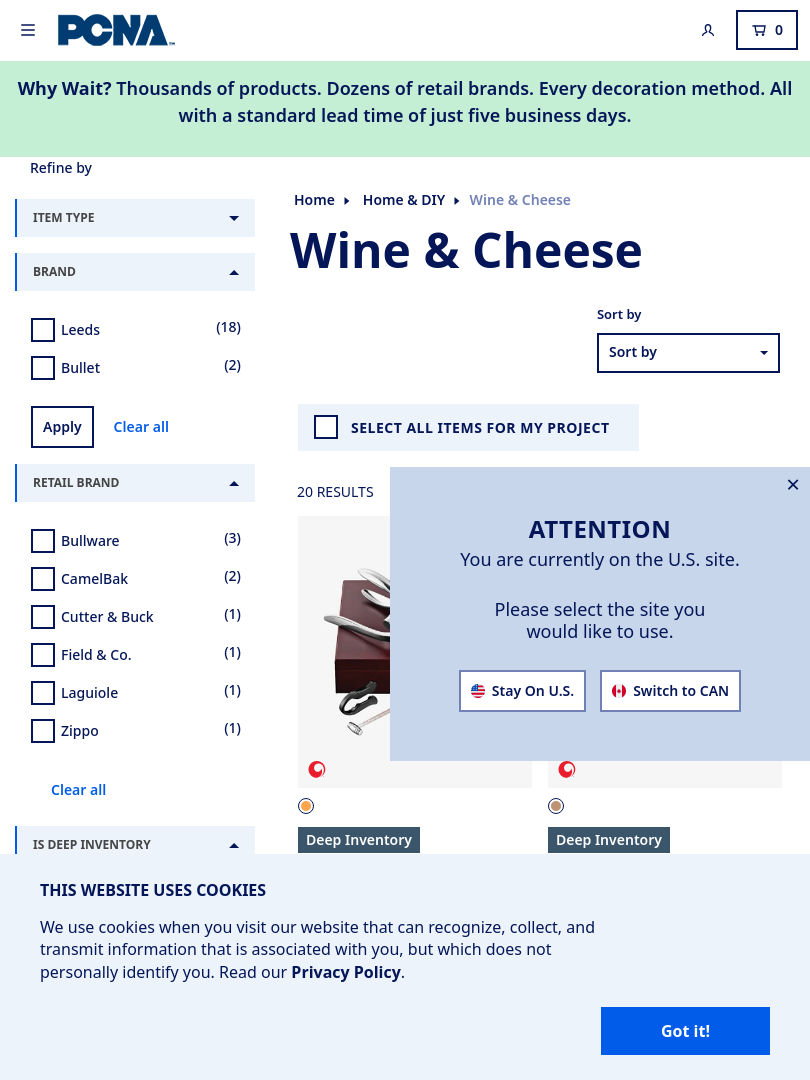 PCNA™
0
Why Wait? Thousands of products. Dozens of retail brands. Every decoration method. All
with a standard lead time of just five business days.
Refine by
ITEM TYPE
BRAND
Leeds (18)
Bullet (2)
Apply Clear all
RETAIL BRAND
Bullware (3)
CamelBak (2)
Cutter & Buck (1)
Field & Co. (1)
Laguiole (1)
Zippo (1)
Clear all
IS DEEP INVENTORY
Home Home & DIY Wine & Cheese
Wine & Cheese
Sort by
Sort by
SELECT ALL ITEMS FOR MY PROJECT
20 RESULTS
ATTENTION
You are currently on the U.S. site.
Please select the site you
would like to use.
Stay On U.S. Switch to CAN
Deep Inventory Deep Inventory
THIS WEBSITE USES COOKIES
We use cookies when you visit our website that can recognize, collect, and
transmit information that is associated with you, but which does not
personally identify you. Read our Privacy Policy.
Got it!